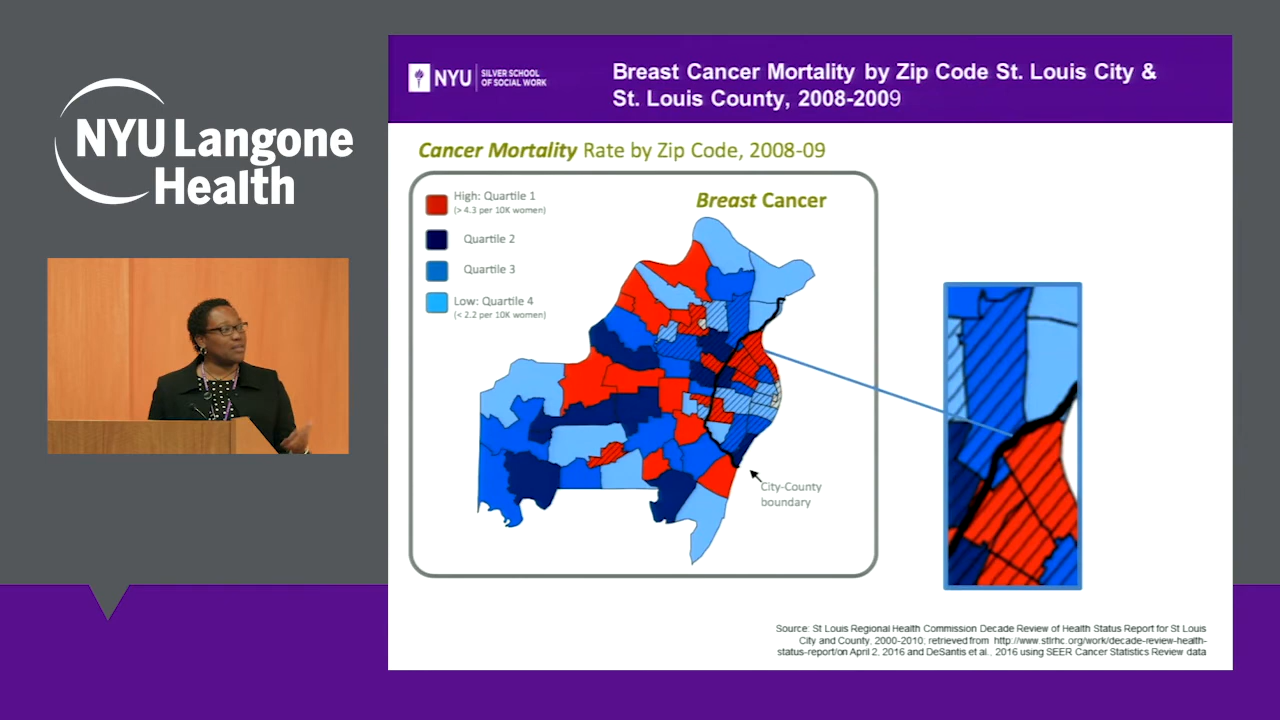 NYU Langone
Health
NYU
SILVER SCHOOL
OF SOCIAL WORK
Breast Cancer Mortality by Zip Code St. Louis City &
St. Louis County, 2008-2009
Cancer Mortality Rate by Zip Code, 2008-09
High: Quartile 1
(> 4.3 per 10K women)
Quartile 2
Quartile 3
Low: Quartile 4
(< 2.2 per 10K women)
Breast Cancer
City-County
boundary
Source: St Louis Regional Health Commission Decade Review of Health Status Report for St Louis
City and County, 2000-2010; retrieved from http://www.stlrhc.org/work/decade-review-health-
status-report/on April 2, 2016 and DeSantis et al., 2016 using SEER Cancer Statistics Review data